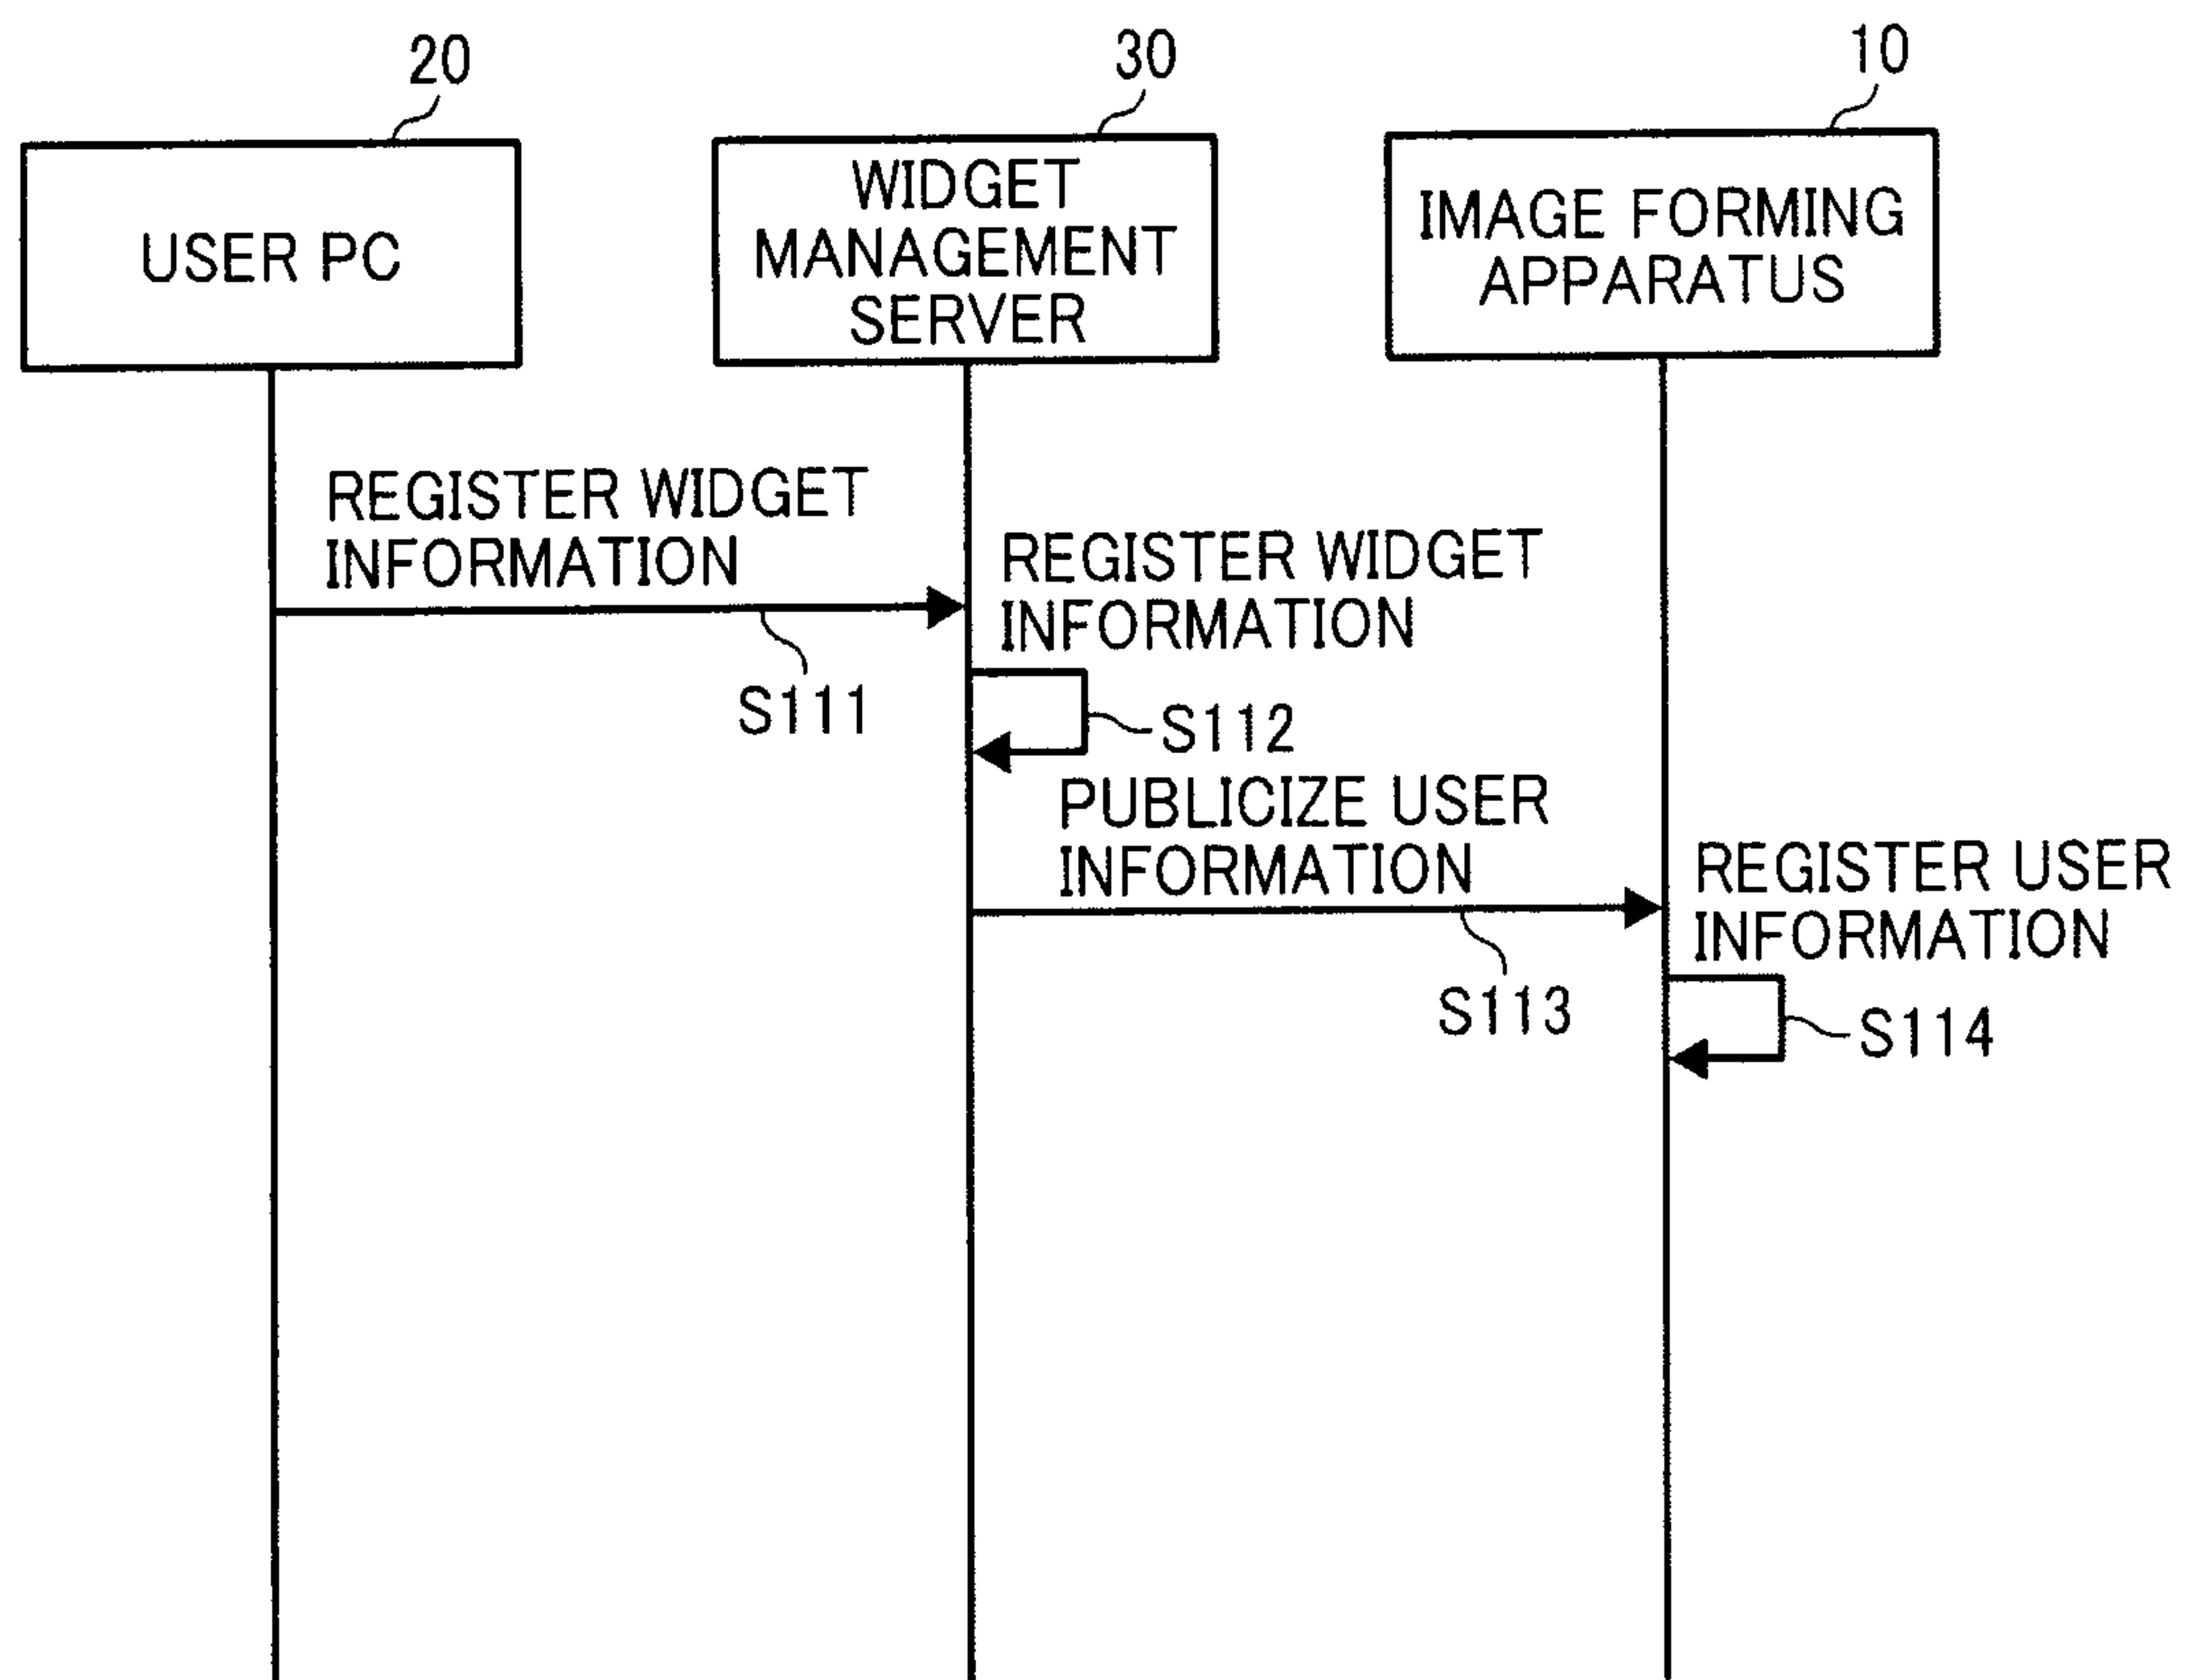 20
30
10
USER PC
WIDGET
MANAGEMENT
SERVER
IMAGE FORMING
APPARATUS
REGISTER WIDGET
INFORMATION
S111
REGISTER WIDGET
INFORMATION
S112
PUBLICIZE USER
INFORMATION
S113
REGISTER USER
INFORMATION
S114